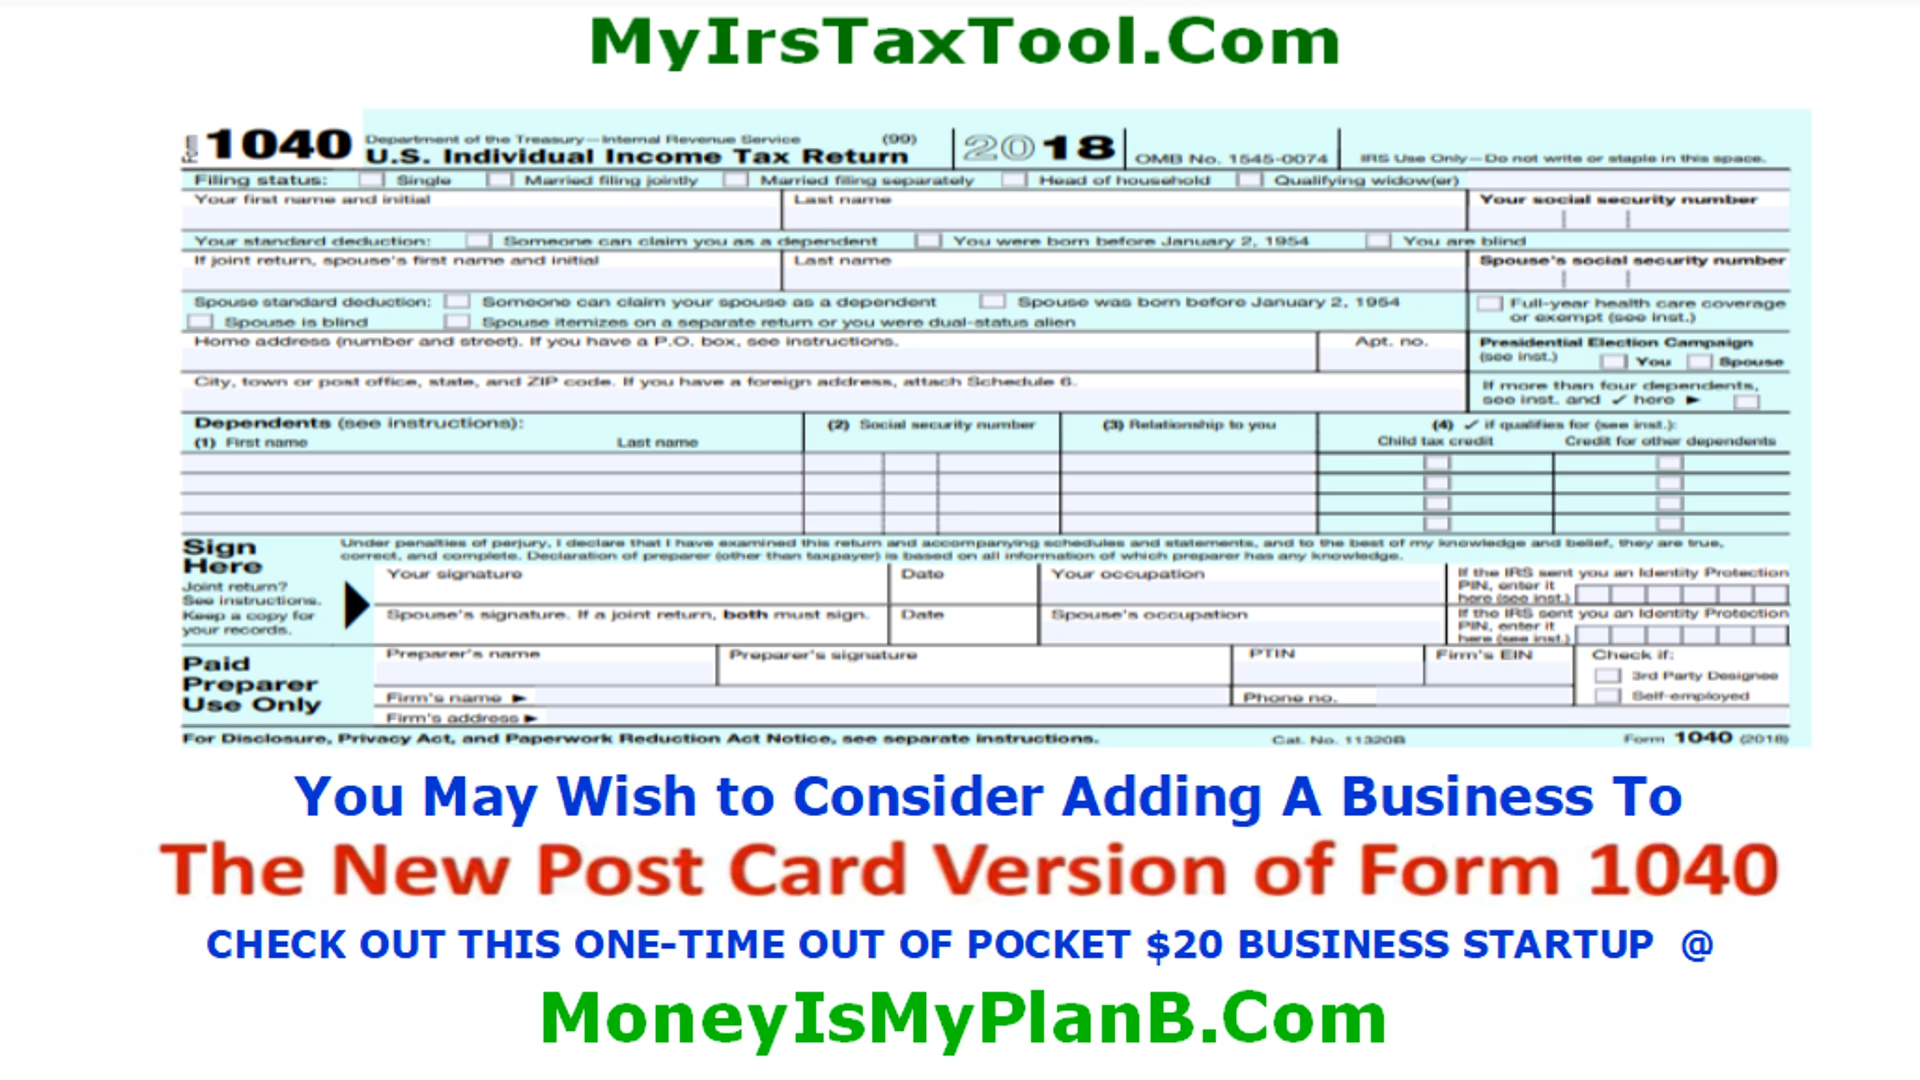 MyIrsTaxTool.Com
Form 1040 Department of the Treasury—Internal Revenue Service (99)
U.S. Individual Income Tax Return 2018 OMB No. 1545-0074 IRS Use Only—Do not write or staple in this space.
Filing status: Single Married filing jointly Married filing separately Head of household Qualifying widow(er)
Your first name and initial Last name Your social security number
Your standard deduction: Someone can claim you as a dependent You were born before January 2, 1954 You are blind
If joint return, spouse's first name and initial Last name Spouse's social security number
Spouse standard deduction: Someone can claim your spouse as a dependent Spouse was born before January 2, 1954
Spouse is blind Spouse itemizes on a separate return or you were dual-status alien
Full-year health care coverage
or exempt (see inst.)
Home address (number and street). If you have a P.O. box, see instructions. Apt. no.
Presidential Election Campaign
(see inst.) You Spouse
City, town or post office, state, and ZIP code. If you have a foreign address, attach Schedule 6.
If more than four dependents,
see inst. and ✓ here ►
Dependents (see instructions):
(1) First name Last name
(2) Social security number
(3) Relationship to you
(4) ✓ if qualifies for (see inst.):
Child tax credit Credit for other dependents
Sign
Here
Joint return?
See instructions.
Keep a copy for
your records.
Under penalties of perjury, I declare that I have examined this return and accompanying schedules and statements, and to the best of my knowledge and belief, they are true,
correct, and complete. Declaration of preparer (other than taxpayer) is based on all information of which preparer has any knowledge.
Your signature Date Your occupation
If the IRS sent you an Identity Protection
PIN, enter it
here (see inst.)
Spouse's signature. If a joint return, both must sign. Date Spouse's occupation
If the IRS sent you an Identity Protection
PIN, enter it
here (see inst.)
Paid
Preparer
Use Only
Preparer's name Preparer's signature PTIN Firm's EIN
Check if:
3rd Party Designee
Self-employed
Firm's name ► Phone no.
Firm's address ►
For Disclosure, Privacy Act, and Paperwork Reduction Act Notice, see separate instructions. Cat. No. 11320B Form 1040 (2018)
You May Wish to Consider Adding A Business To
The New Post Card Version of Form 1040
CHECK OUT THIS ONE-TIME OUT OF POCKET $20 BUSINESS STARTUP @
MoneyIsMyPlanB.Com